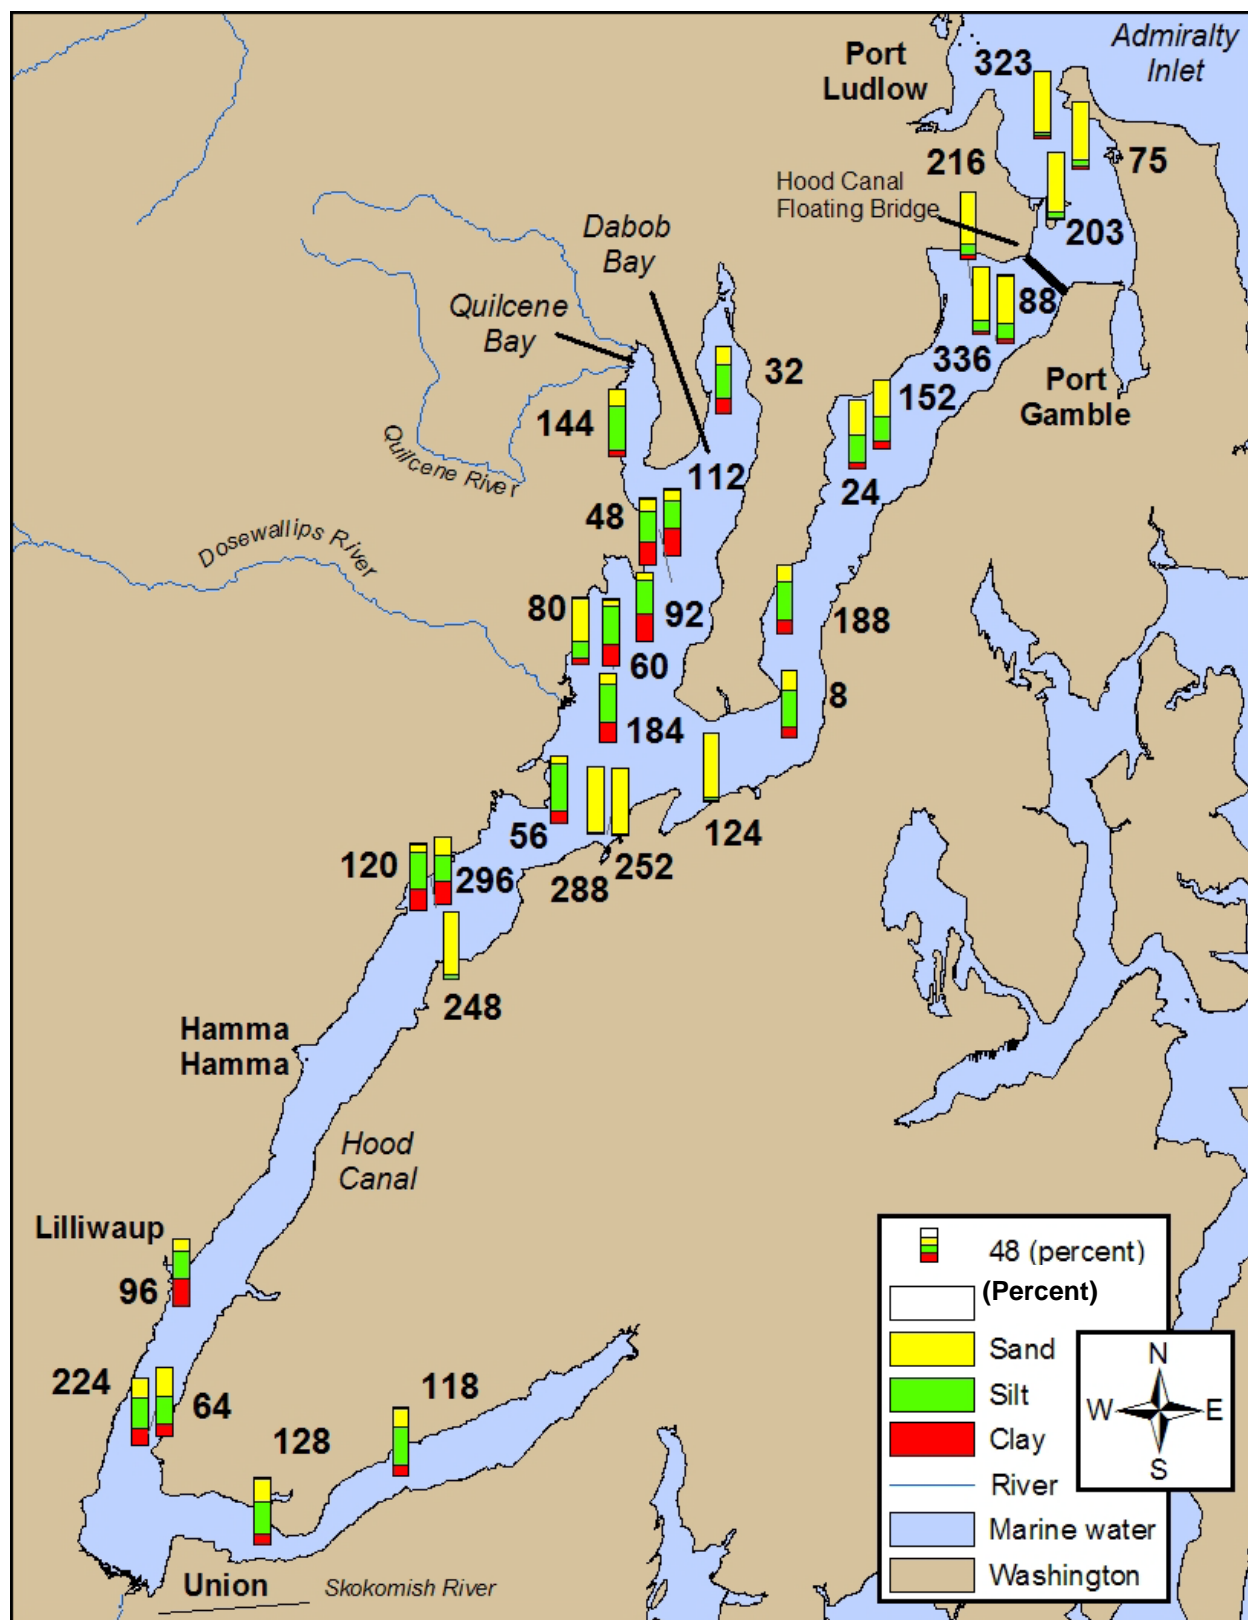 Admiralty
Inlet
Port
Ludlow
323
216
75
Hood Canal
Floating Bridge
203
Dabob
Bay
Quilcene
Bay
88
336
32
Port
Gamble
152
144
Quilcene River
112
24
48
Dosewallips River
80
92
188
60
8
184
56
124
252
288
120
296
248
Hamma
Hamma
Hood
Canal
Lilliwaup
96
224
64
118
128
Union
Skokomish River
48 (percent)
(Percent)
Sand
Silt
Clay
River
Marine water
Washington
N
W E
S